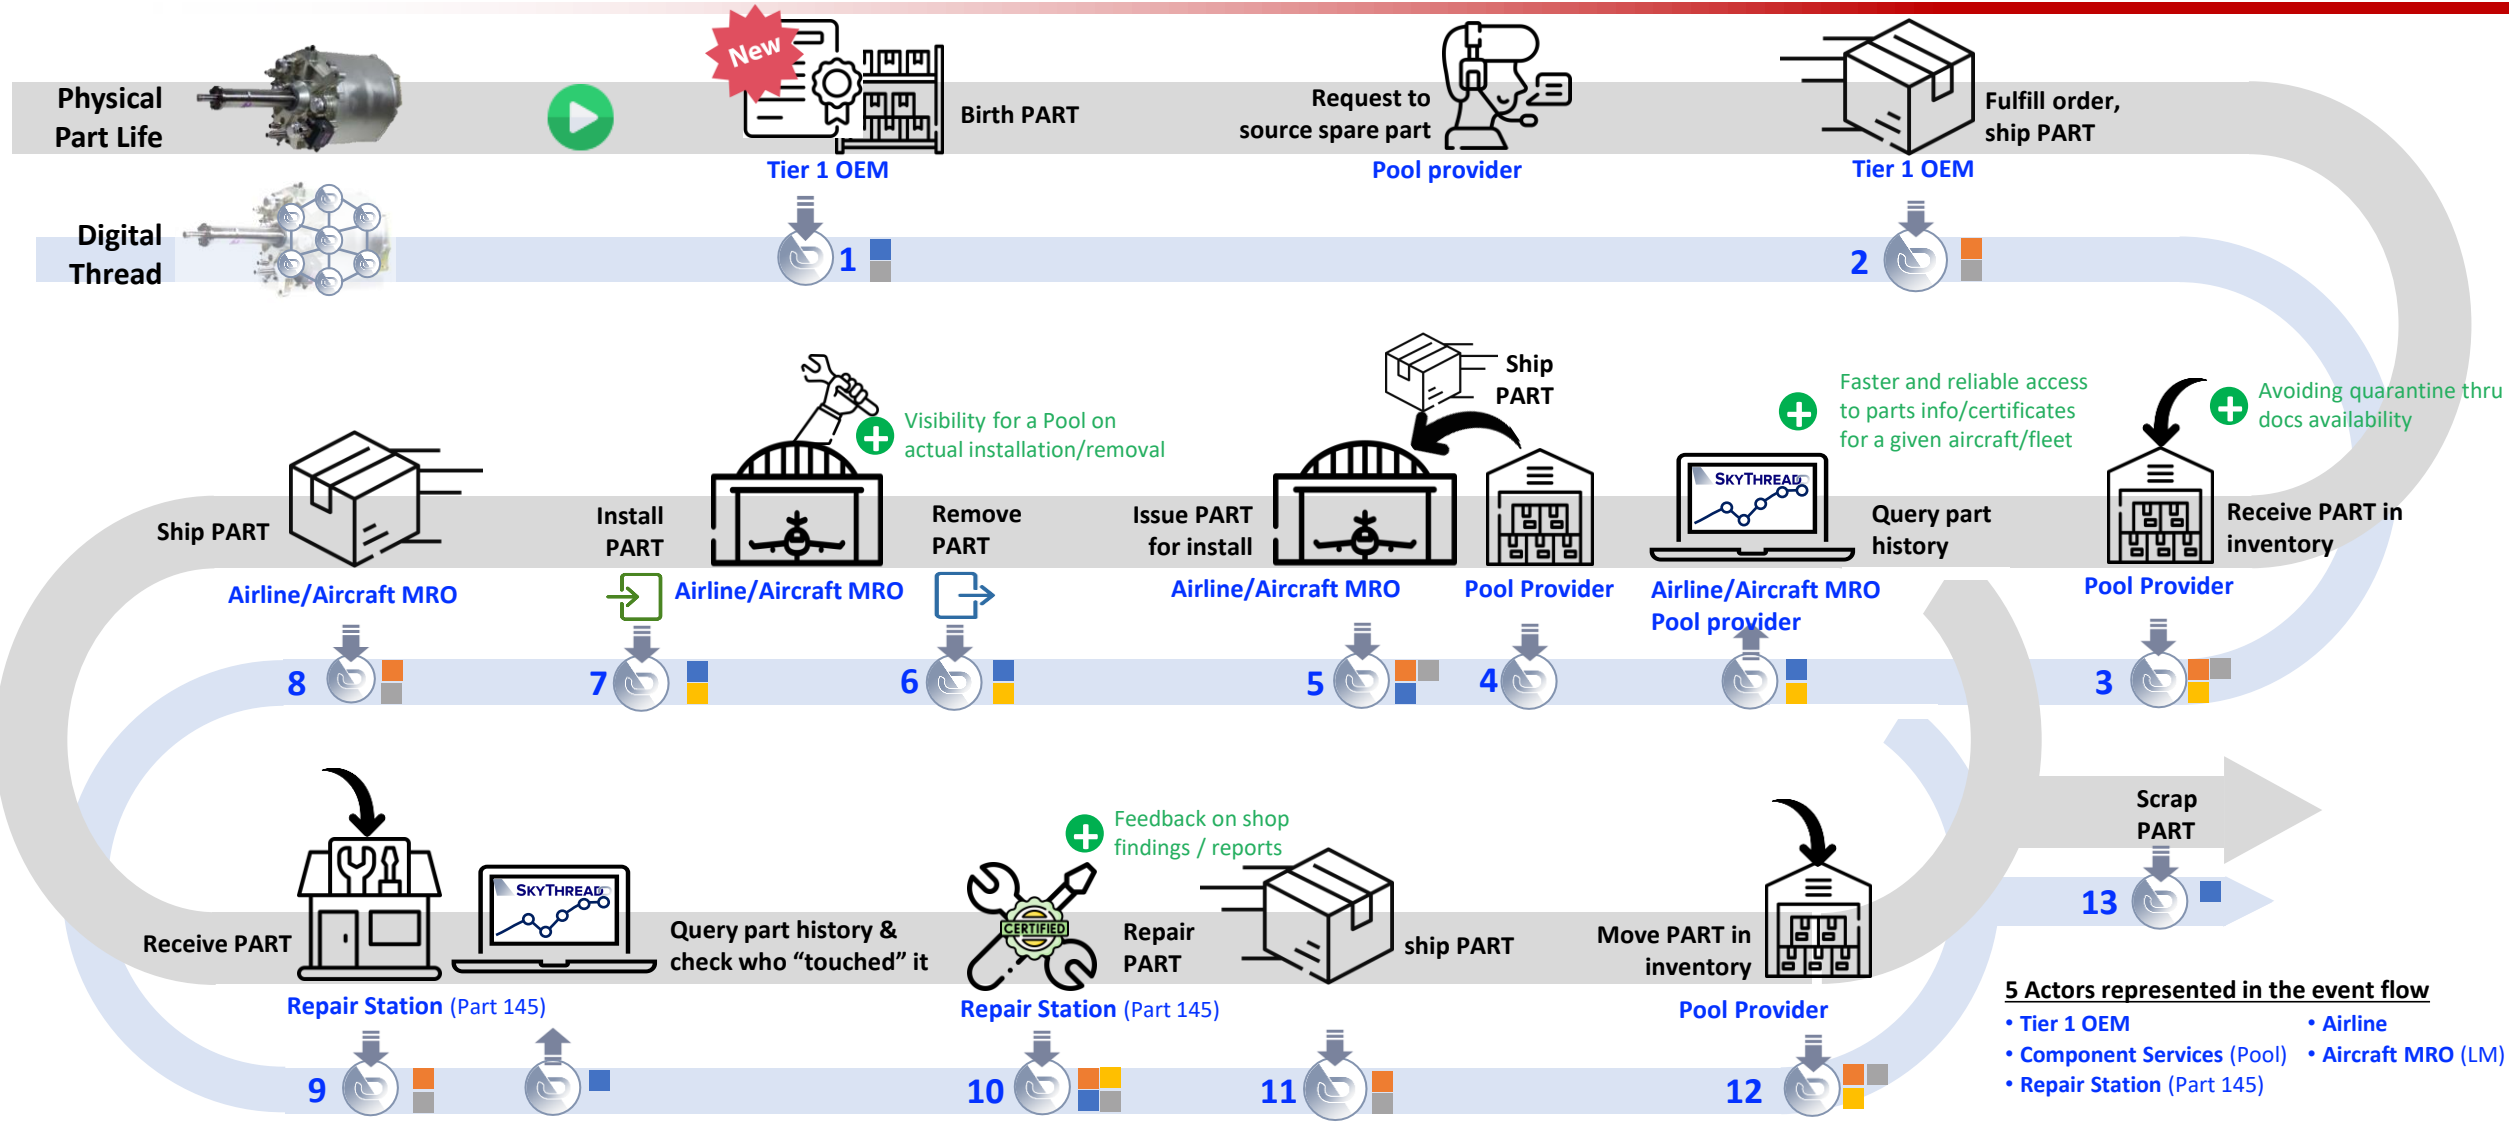 New
Physical
Part Life
Birth PART
Request to
source spare part
Fulfill order,
ship PART
Tier 1 OEM
Pool provider
Tier 1 OEM
Digital
Thread
1
2
Ship
PART
Faster and reliable access
to parts info/certificates
for a given aircraft/fleet
Avoiding quarantine thru
docs availability
Visibility for a Pool on
actual installation/removal
SKYTHREAD
Ship PART
Install
PART
Remove
PART
Issue PART
for install
Query part
history
Receive PART in
inventory
Airline/Aircraft MRO
Airline/Aircraft MRO
Airline/Aircraft MRO
Pool Provider
Airline/Aircraft MRO
Pool provider
Pool Provider
8
7
6
5
4
3
Scrap
PART
Feedback on shop
findings / reports
SKYTHREAD
13
Receive PART
Query part history &
check who “touched” it
CERTIFIED
Repair
PART
ship PART
Move PART in
inventory
Repair Station (Part 145)
Repair Station (Part 145)
Pool Provider
9
10
11
12
5 Actors represented in the event flow
• Tier 1 OEM
• Airline
• Component Services (Pool)
• Aircraft MRO (LM)
• Repair Station (Part 145)